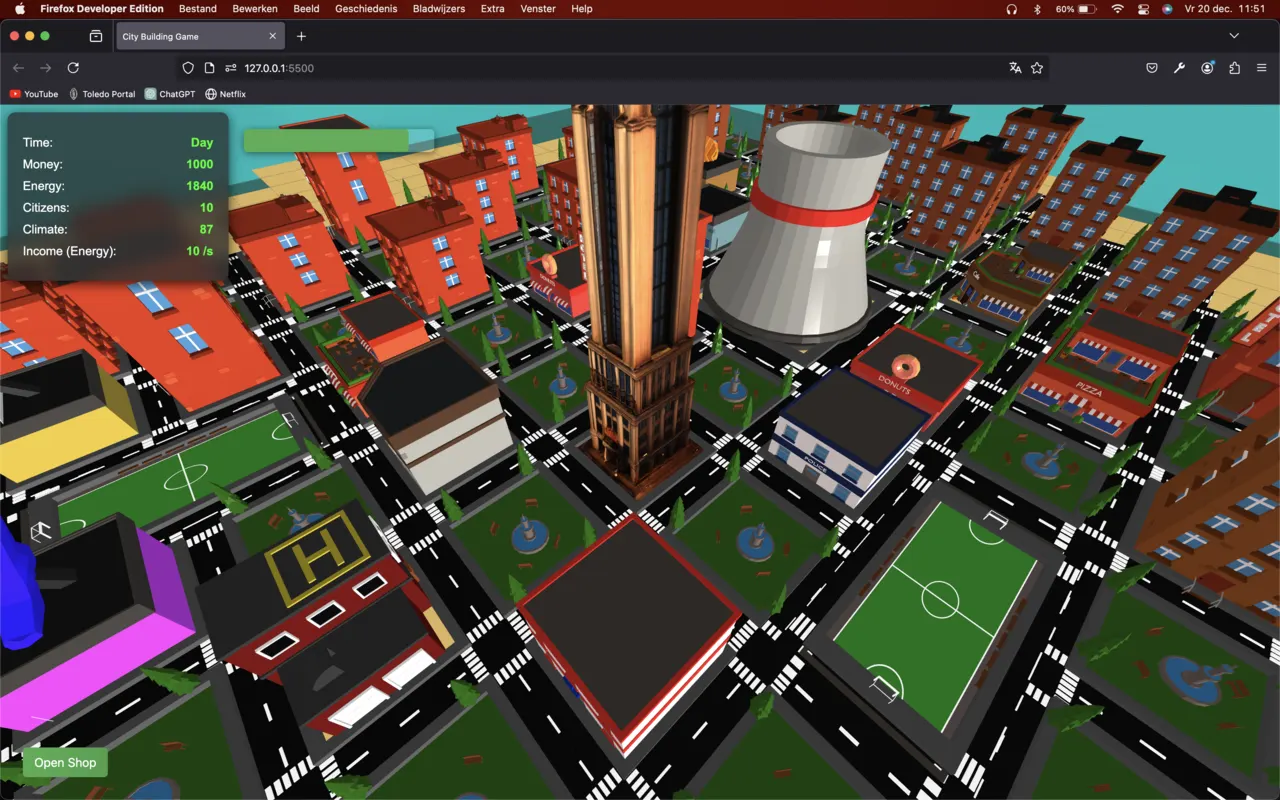 Firefox Developer Edition Bestand Bewerken Beeld Geschiedenis Bladwijzers Extra Venster Help 60% Vr 20 dec. 11:51
City Building Game
127.0.0.1:5500
YouTube Toledo Portal ChatGPT Netflix
Time: Day
Money: 1000
Energy: 1840
Citizens: 10
Climate: 87
Income (Energy): 10 /s
DONUTS
PIZZA
POLICE
H
Open Shop